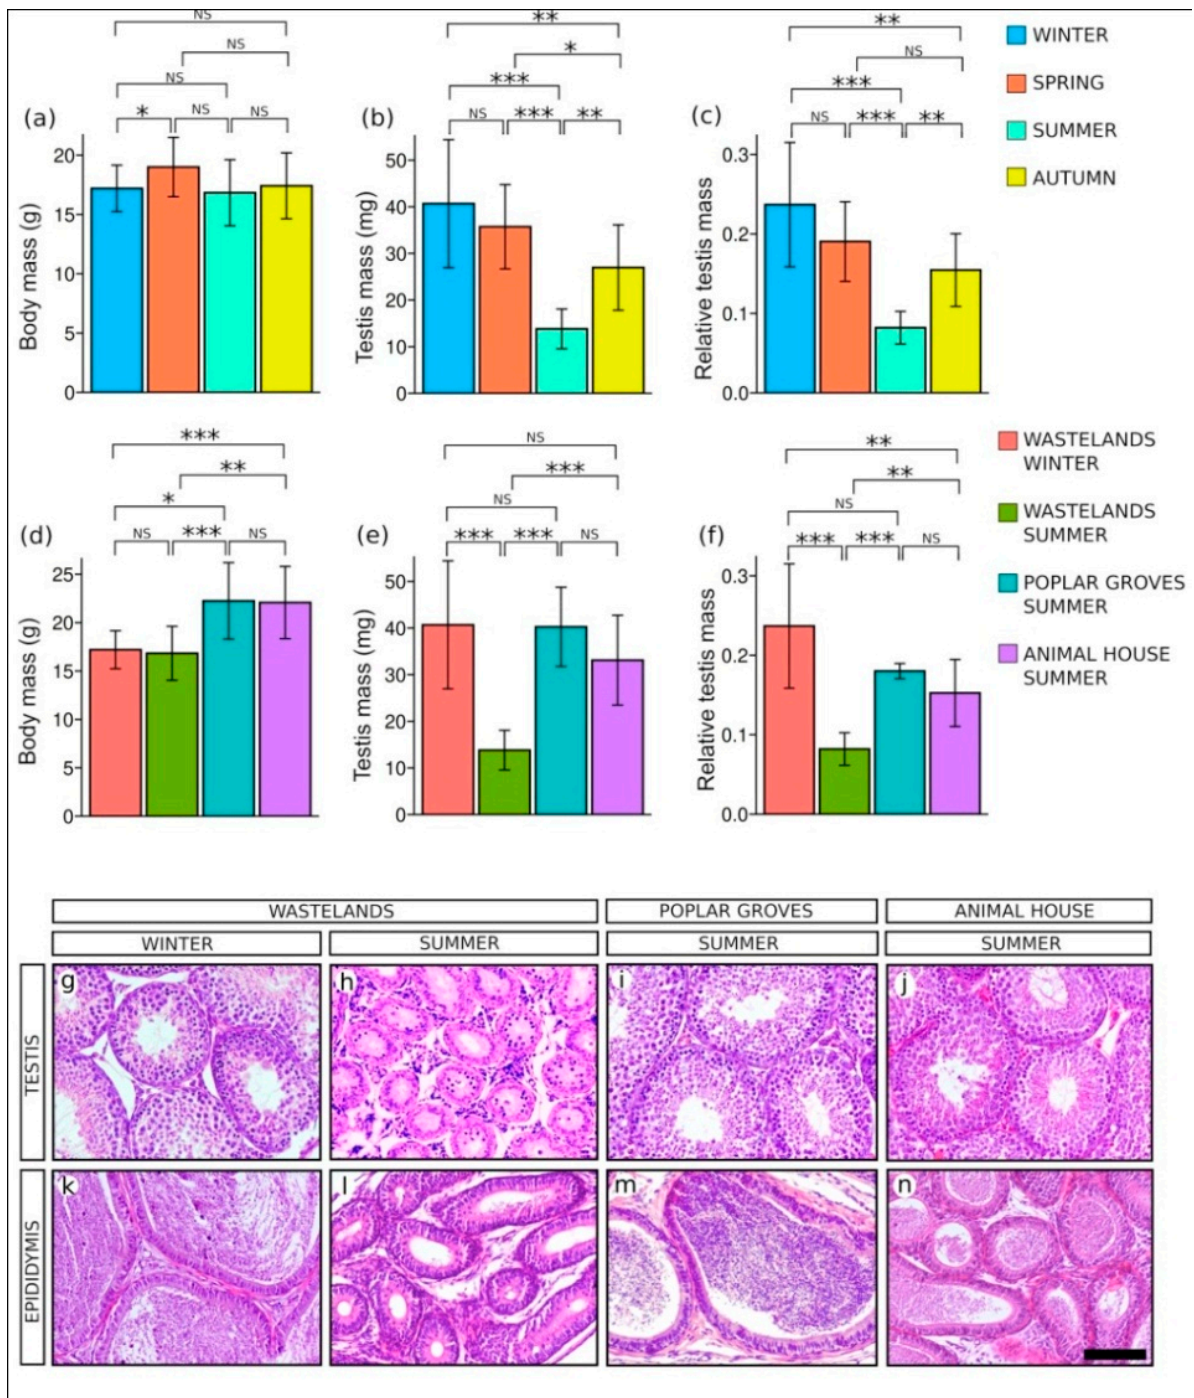 NS
NS
NS
*
NS
NS
(a)
20
15
10
5
0
Body mass (g)
**
*
***
NS
***
**
(b)
50
40
30
20
10
0
Testis mass (mg)
**
NS
***
NS
***
**
(c)
0.3
0.2
0.1
0.0
Relative testis mass
WINTER
SPRING
SUMMER
AUTUMN
***
**
*
NS
***
NS
(d)
25
20
15
10
5
0
Body mass (g)
NS
***
NS
***
***
NS
(e)
50
40
30
20
10
0
Testis mass (mg)
**
**
NS
***
***
NS
(f)
0.3
0.2
0.1
0.0
Relative testis mass
WASTELANDS
WINTER
WASTELANDS
SUMMER
POPLAR GROVES
SUMMER
ANIMAL HOUSE
SUMMER
WASTELANDS
POPLAR GROVES
ANIMAL HOUSE
WINTER
SUMMER
SUMMER
SUMMER
TESTIS
g
h
i
j
EPIDIDYMIS
k
l
m
n